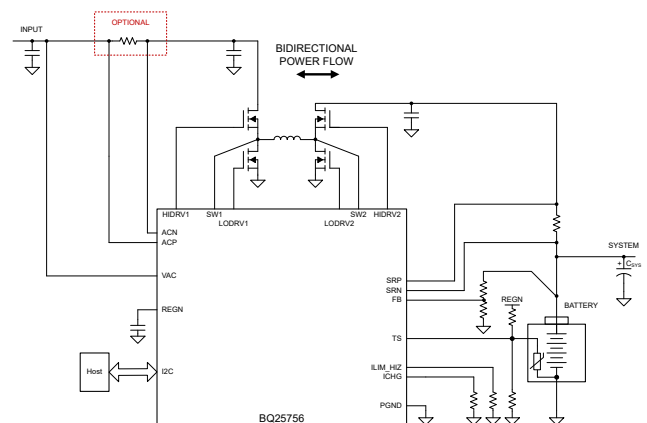 INPUT
OPTIONAL
BIDIRECTIONAL
POWER FLOW
HIDRV1
SW1
LODRV1
LODRV2
SW2
HIDRV2
ACN
ACP
VAC
REGN
Host
I2C
SRP
SRN
FB
TS
ILIM_HIZ
ICHG
PGND
REGN
BATTERY
SYSTEM
+
CSYS
BQ25756